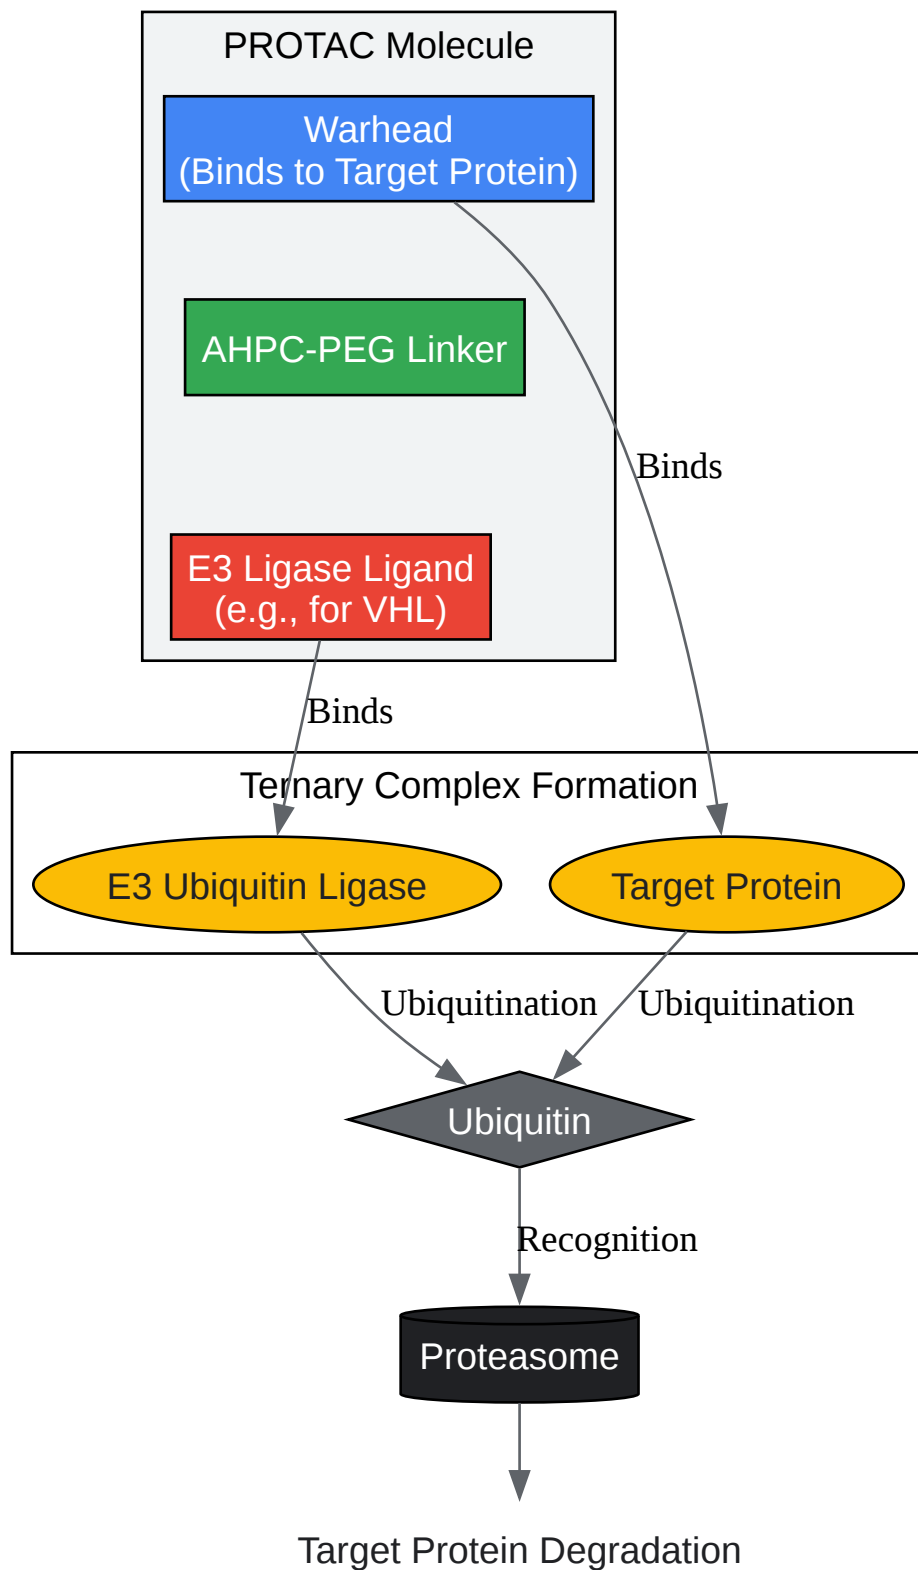 PROTAC Molecule
Warhead
(Binds to Target Protein)
AHPC-PEG Linker
Binds
E3 Ligase Ligand
(e.g., for VHL)
Binds
Ternary Complex Formation
E3 Ubiquitin Ligase
Target Protein
Ubiquitination
Ubiquitination
Ubiquitin
Recognition
Proteasome
Target Protein Degradation